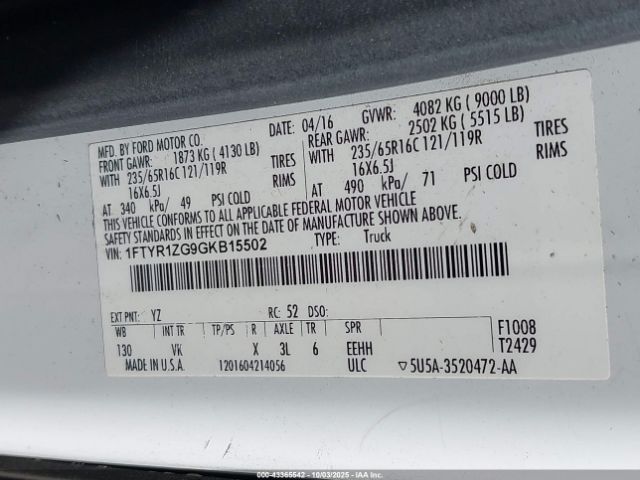 MFD. BY FORD MOTOR CO.
DATE: 04/16 GVWR: 4082 KG ( 9000 LB)
FRONT GAWR: 1873 KG ( 4130 LB)
REAR GAWR: 2502 KG ( 5515 LB)
WITH 235/65R16C 121/119R TIRES
WITH 235/65R16C 121/119R TIRES
16X6.5J RIMS
16X6.5J RIMS
AT 340 kPa/ 49 PSI COLD
AT 490 kPa/ 71 PSI COLD
THIS VEHICLE CONFORMS TO ALL APPLICABLE FEDERAL MOTOR VEHICLE
SAFETY STANDARDS IN EFFECT ON THE DATE OF MANUFACTURE SHOWN ABOVE.
VIN: 1FTYR1ZG9GKB15502 TYPE: Truck
EXT PNT: YZ RC: 52 DSO:
WB INT TR TP/PS R AXLE TR SPR F1008
130 VK X 3L 6 EEHH T2429
MADE IN U.S.A. 1201604214056 ULC ▽5U5A-3520472-AA
000-43365542 - 10/03/2025 - IAA Inc.